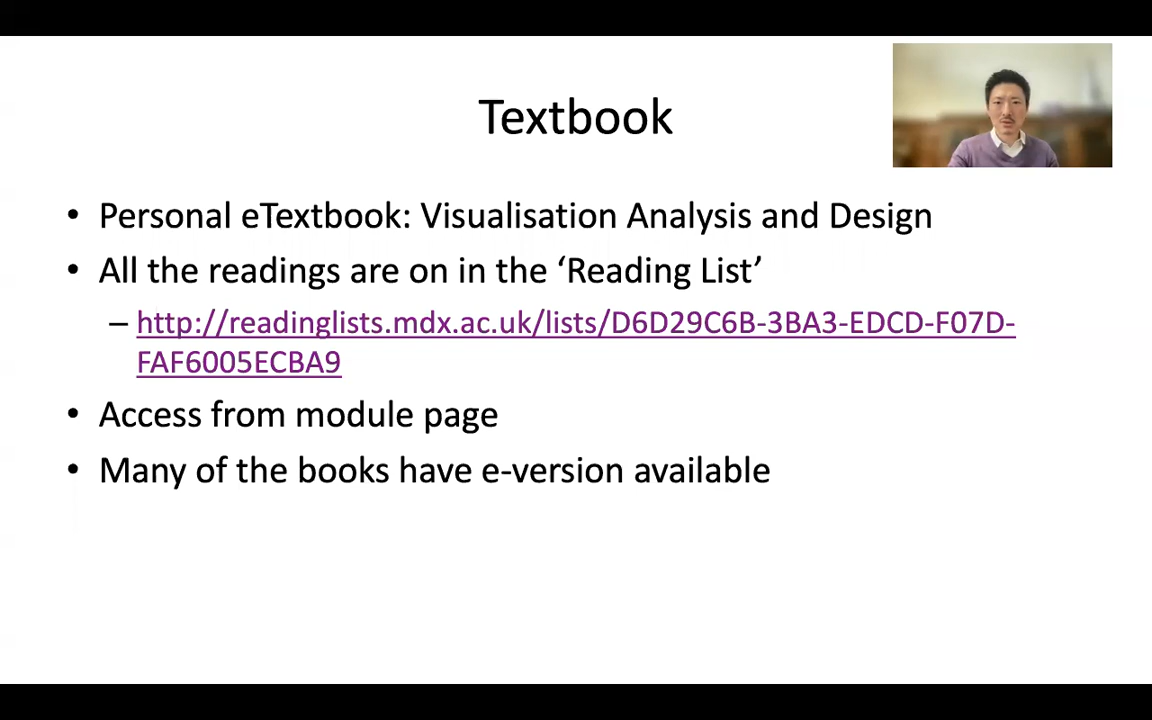 Textbook
• Personal eTextbook: Visualisation Analysis and Design
• All the readings are on in the ‘Reading List’
– http://readinglists.mdx.ac.uk/lists/D6D29C6B-3BA3-EDCD-F07D-
FAF6005ECBA9
• Access from module page
• Many of the books have e-version available